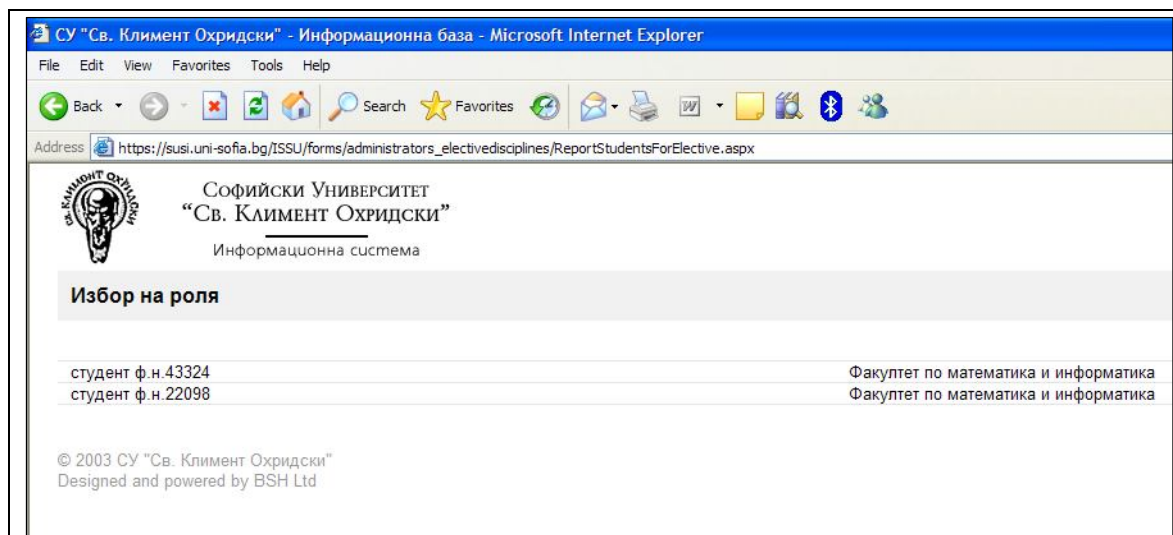 СУ "Св. Климент Охридски" - Информационна база - Microsoft Internet Explorer
File Edit View Favorites Tools Help
Back Search Favorites
Address https://susi.uni-sofia.bg/ISSU/forms/administrators_electivedisciplines/ReportStudentsForElective.aspx
Софийски Университет
“Св. Климент Охридски”
Информационна система
Избор на роля
студент ф.н.43324 Факултет по математика и информатика
студент ф.н.22098 Факултет по математика и информатика
© 2003 СУ "Св. Климент Охридски"
Designed and powered by BSH Ltd